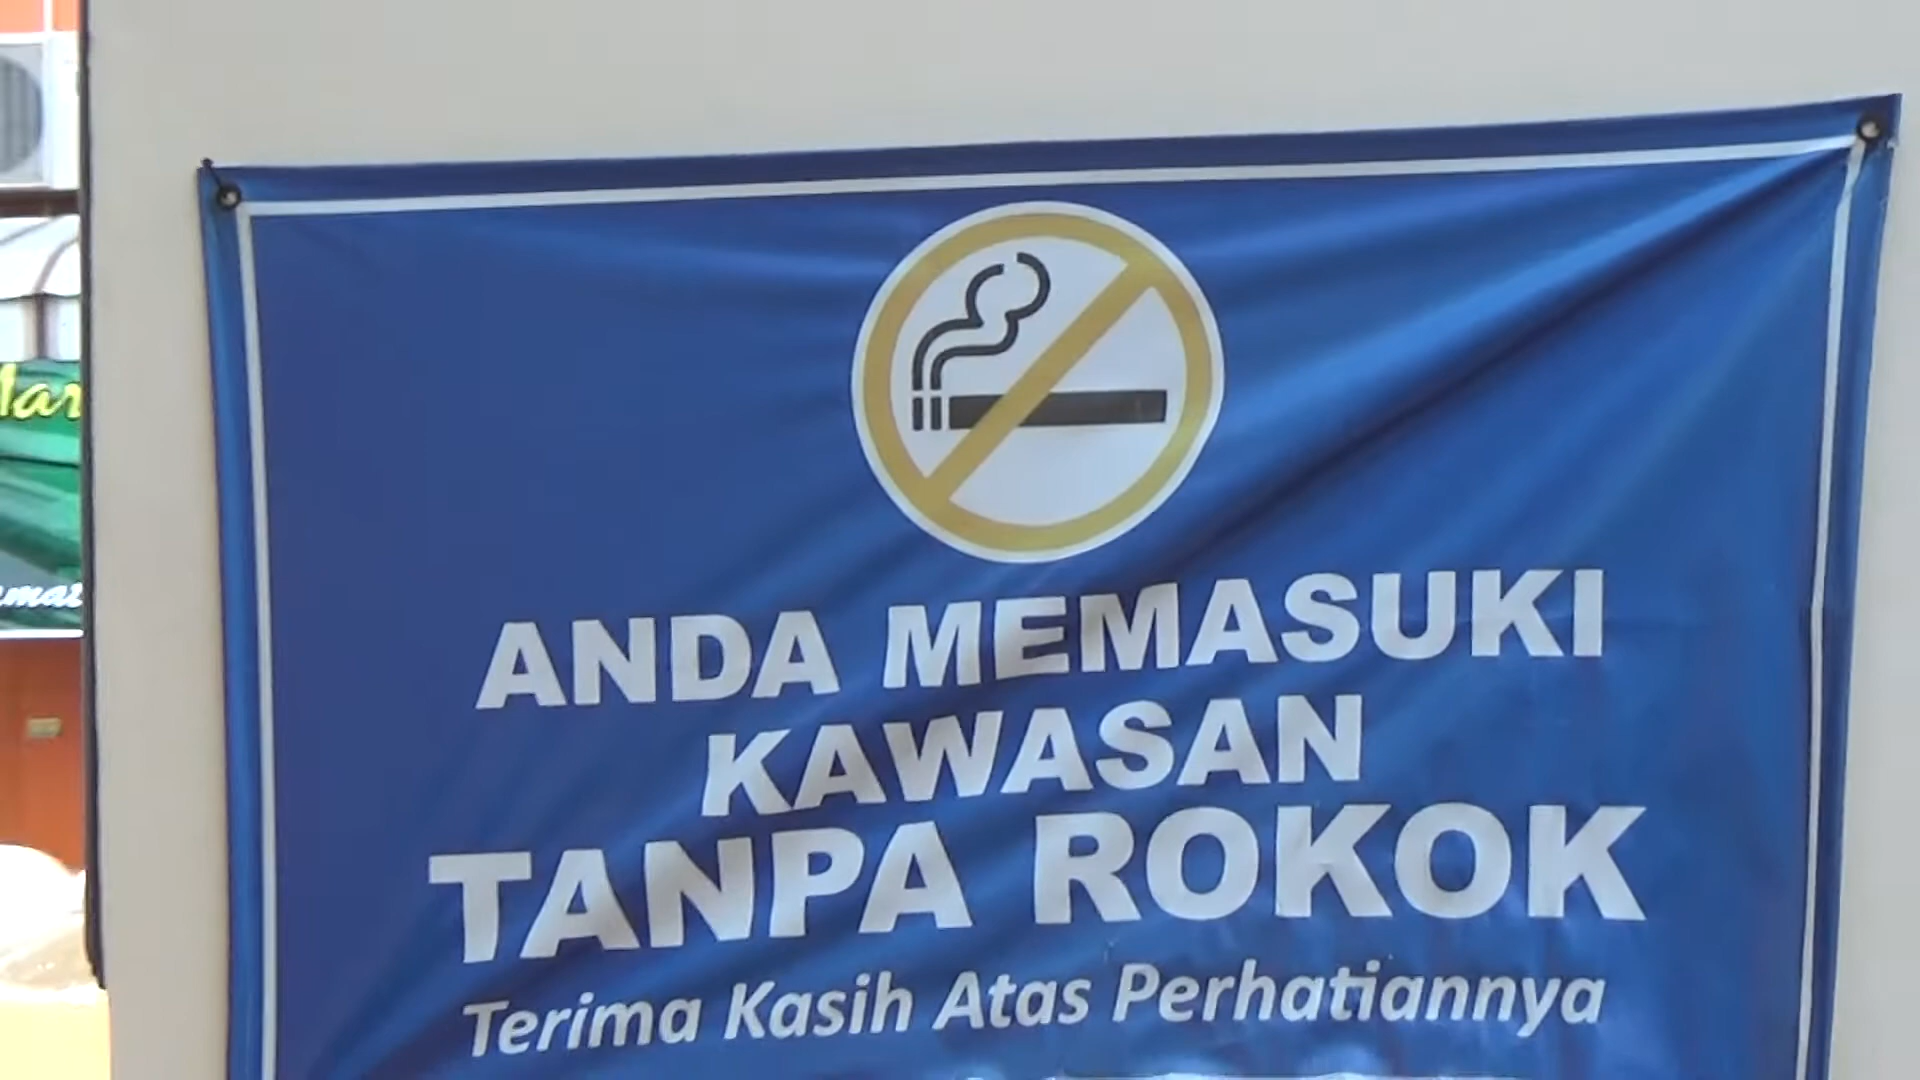 ANDA MEMASUKI
KAWASAN
TANPA ROKOK
Terima Kasih Atas Perhatiannya